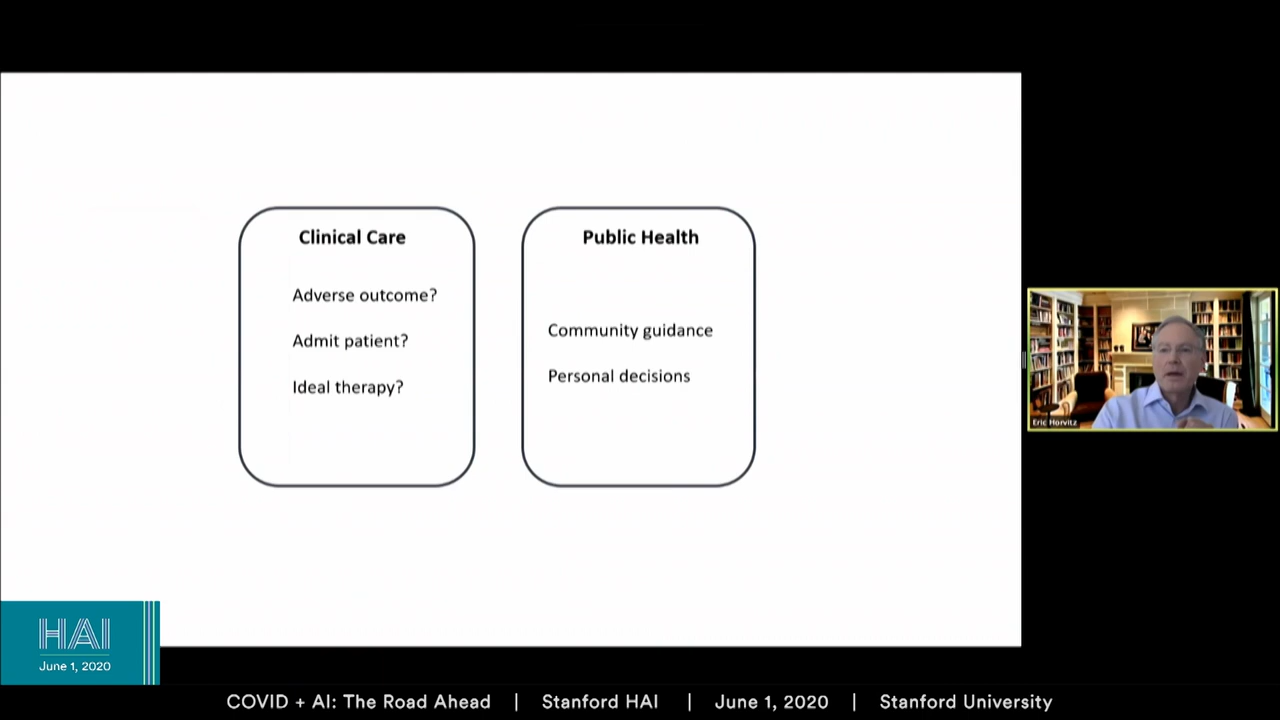 Clinical Care
Adverse outcome?
Admit patient?
Ideal therapy?
Public Health
Community guidance
Personal decisions
Eric Horvitz
HAI
June 1, 2020
COVID + AI: The Road Ahead | Stanford HAI | June 1, 2020 | Stanford University